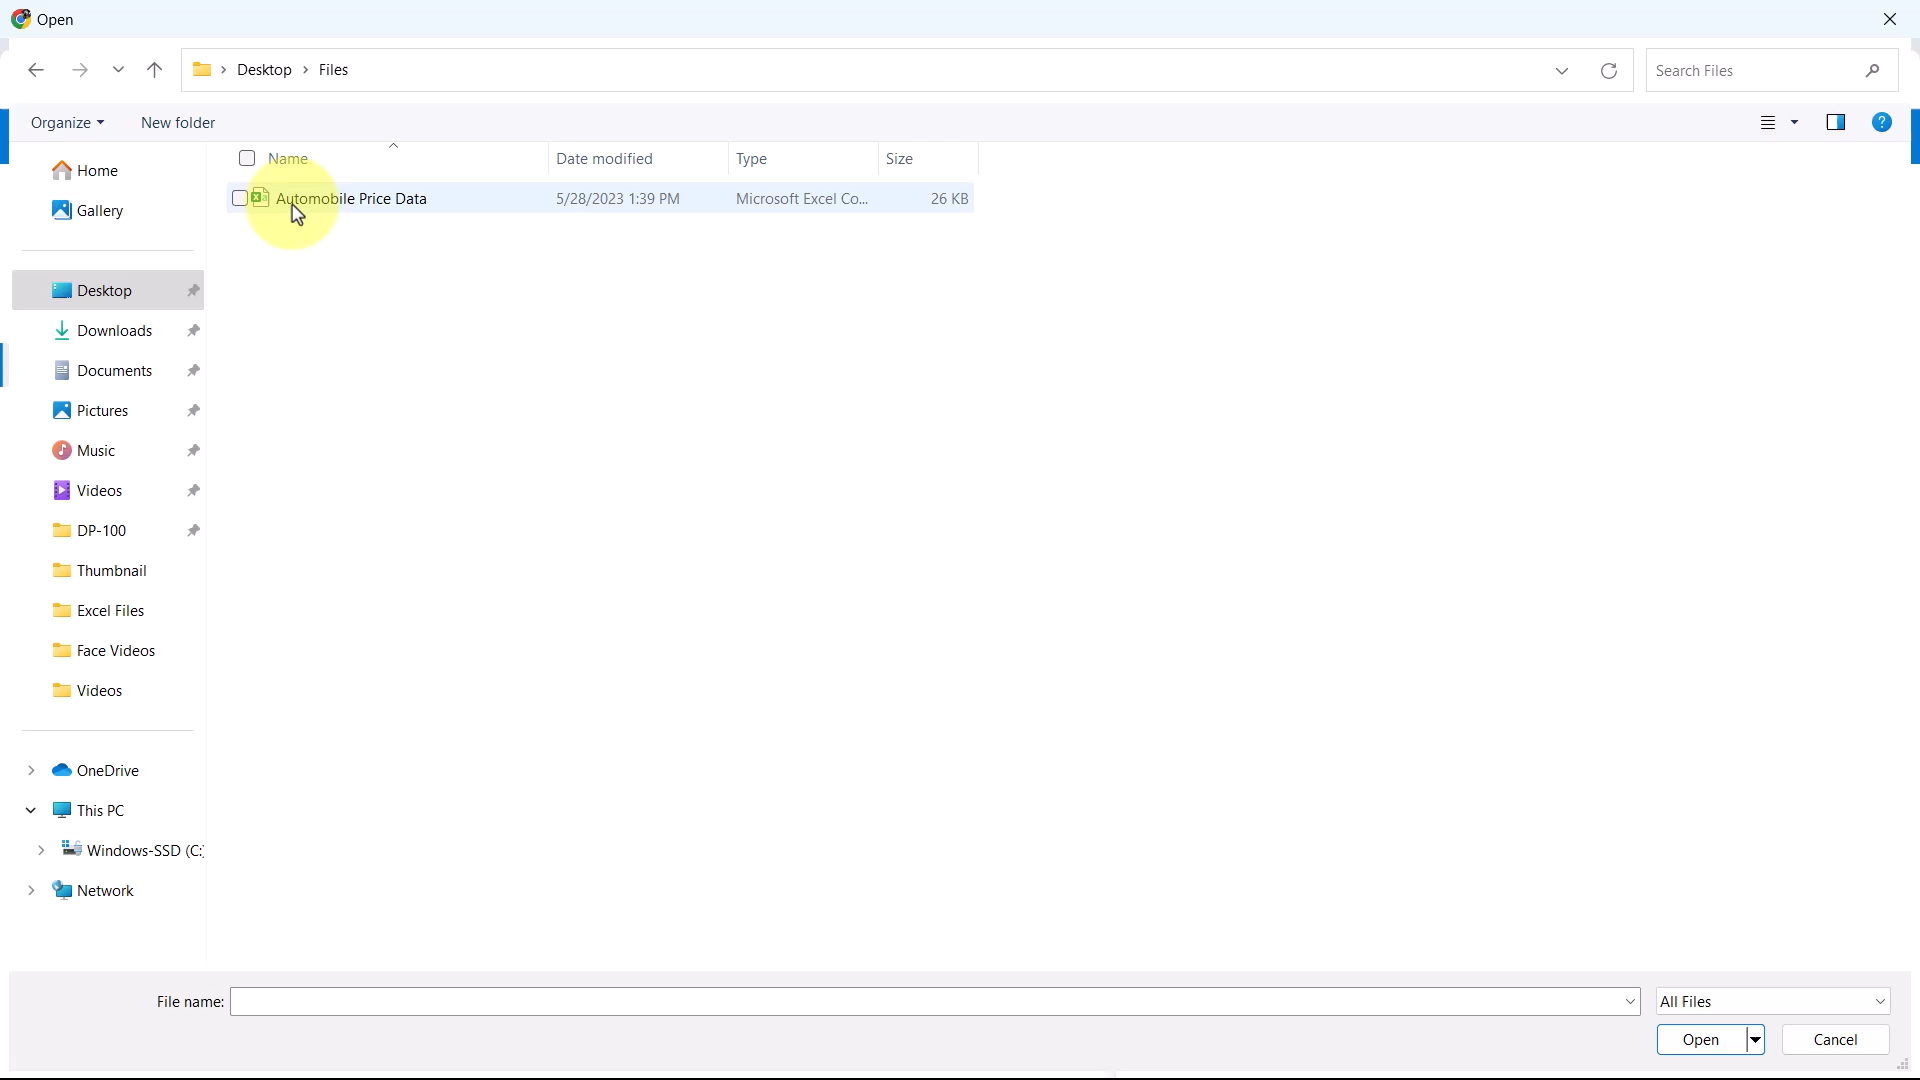 Open
Desktop > Files
Search Files
Organize
New folder
Name
Date modified
Type
Size
Automobile Price Data
5/28/2023 1:39 PM
Microsoft Excel Co...
26 KB
Home
Gallery
Desktop
Downloads
Documents
Pictures
Music
Videos
DP-100
Thumbnail
Excel Files
Face Videos
Videos
OneDrive
This PC
Windows-SSD (C:)
Network
File name:
All Files
Open
Cancel